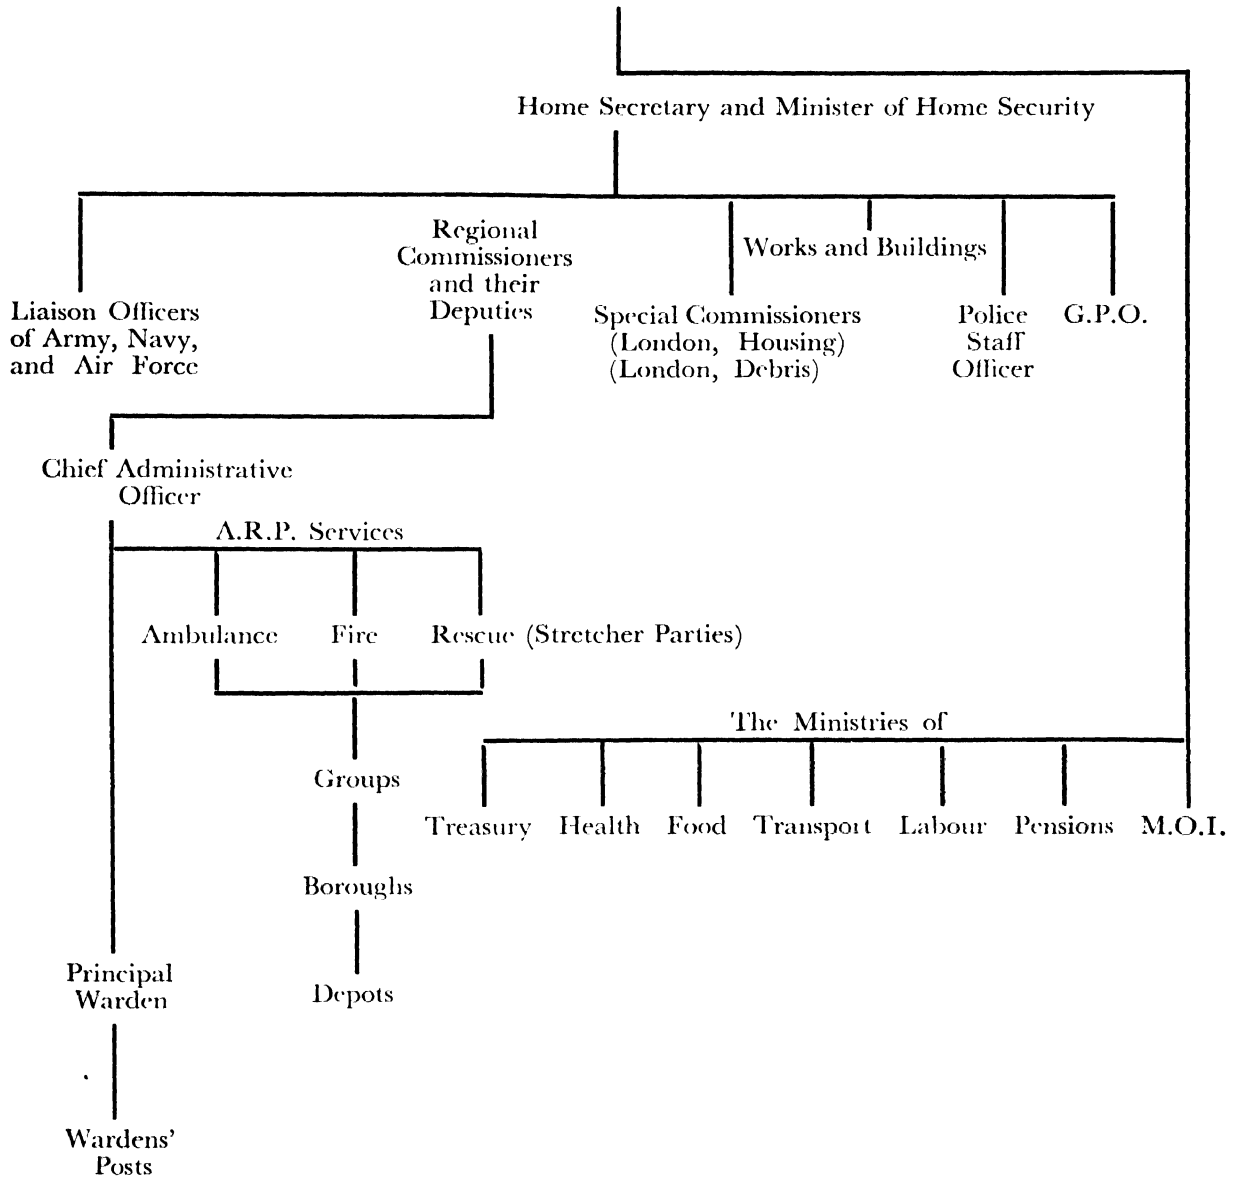 Home Secretary and Minister of Home Security
Regional
Commissioners
and their
Deputies
Works and Buildings
Liaison Officers
of Army, Navy,
and Air Force
Special Commissioners
(London, Housing)
(London, Debris)
Police
Staff
Officer
G.P.O.
Chief Administrative
Officer
A.R.P. Services
Ambulance
Fire
Rescue (Stretcher Parties)
The Ministries of
Groups
Treasury
Health
Food
Transport
Labour
Pensions
M.O.I.
Boroughs
Principal
Warden
Depots
Wardens'
Posts